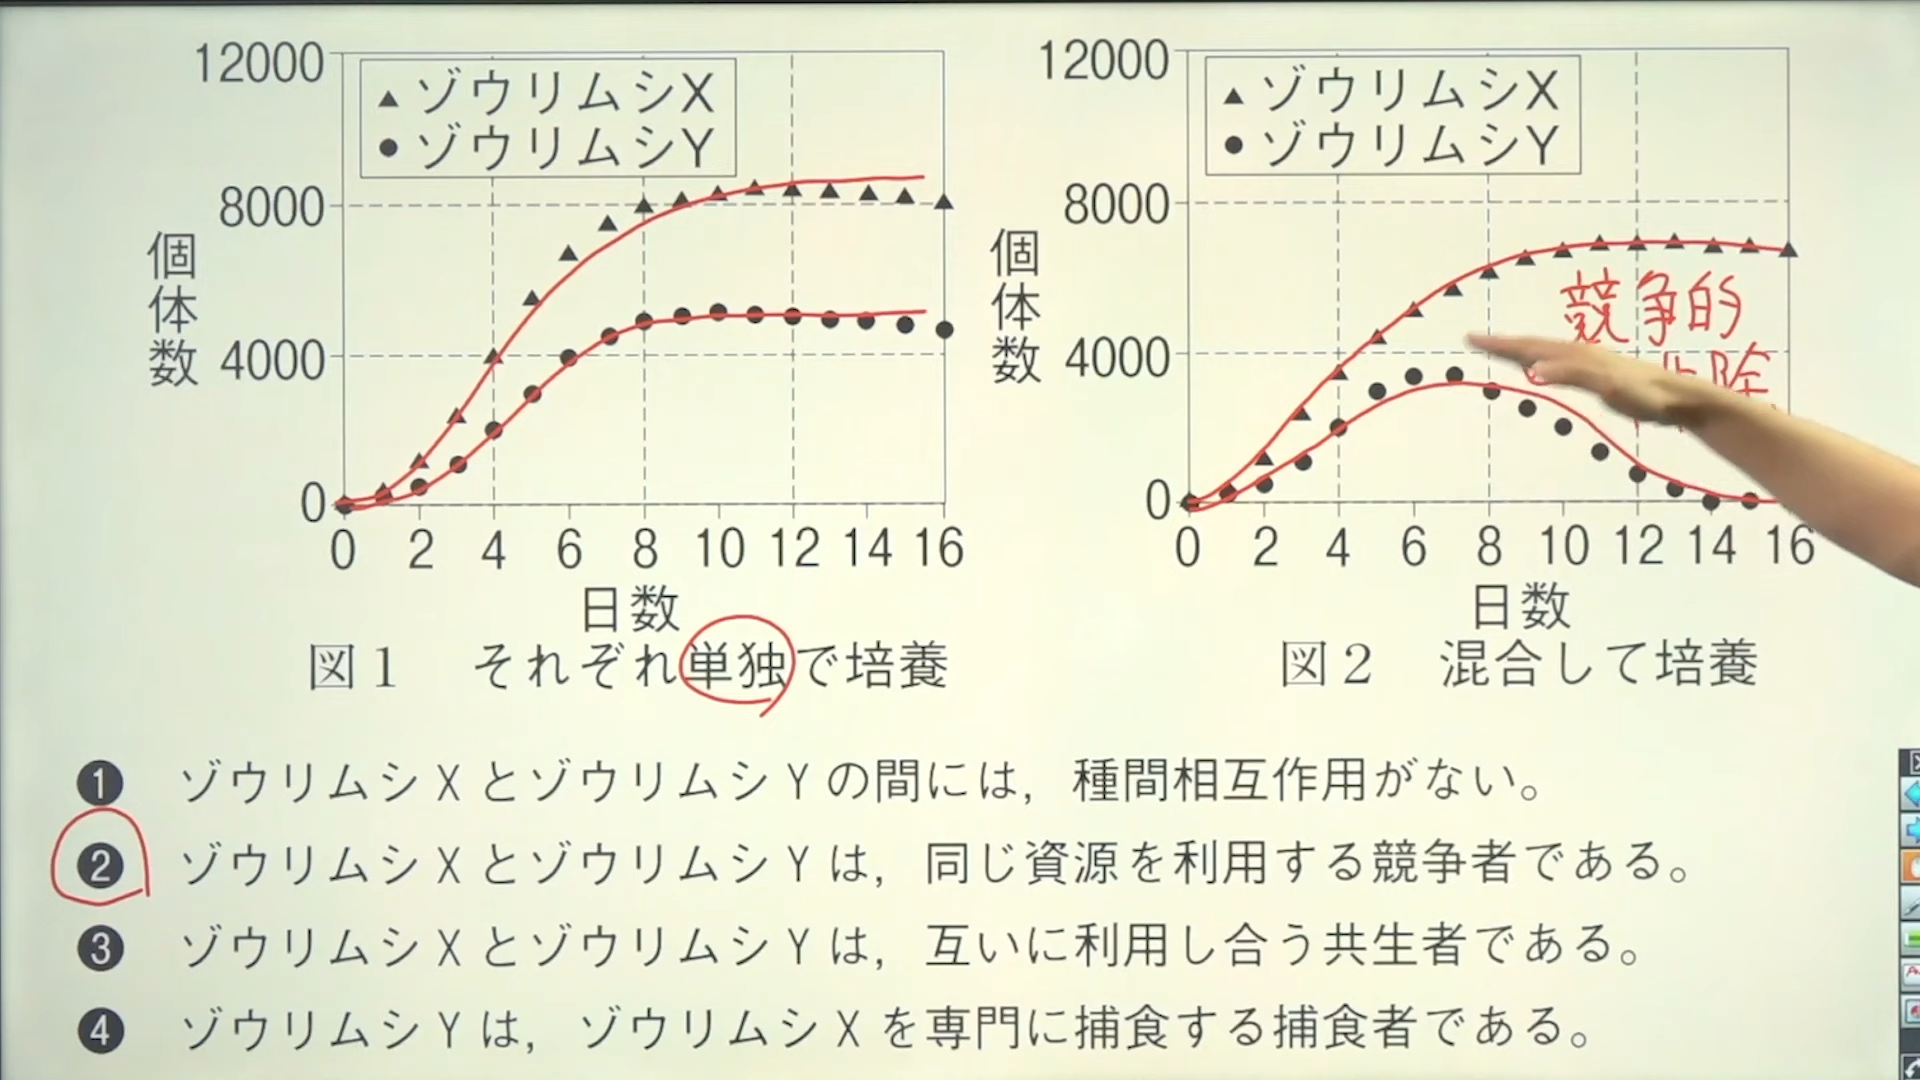 12000
▲ ゾウリムシX
● ゾウリムシY
8000
4000
0
個体数
0 2 4 6 8 10 12 14 16
日数
図1 それぞれ単独で培養
12000
▲ ゾウリムシX
● ゾウリムシY
8000
4000
0
個体数
競争的
除
0 2 4 6 8 10 12 14 16
日数
図2 混合して培養
❶ ゾウリムシXとゾウリムシYの間には，種間相互作用がない。
❷ ゾウリムシXとゾウリムシYは，同じ資源を利用する競争者である。
❸ ゾウリムシXとゾウリムシYは，互いに利用し合う共生者である。
❹ ゾウリムシYは，ゾウリムシXを専門に捕食する捕食者である。